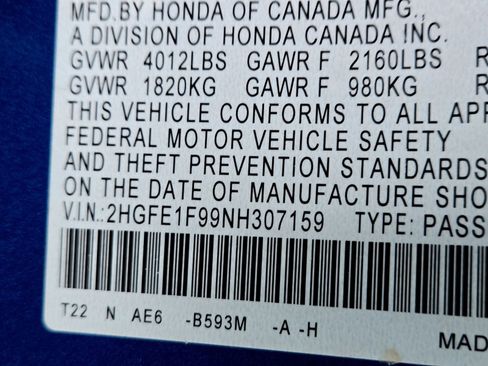 MFD.BY HONDA OF CANADA MFG.,
A DIVISION OF HONDA CANADA INC.
GVWR 4012LBS GAWR F 2160LBS R
GVWR 1820KG GAWR F 980KG R
THIS VEHICLE CONFORMS TO ALL APP
FEDERAL MOTOR VEHICLE SAFETY
AND THEFT PREVENTION STANDARDS
ON THE DATE OF MANUFACTURE SHO
V.I.N.:2HGFE1F99NH307159 TYPE: PASS
T22 N AE6 -B593M -A -H
MAD